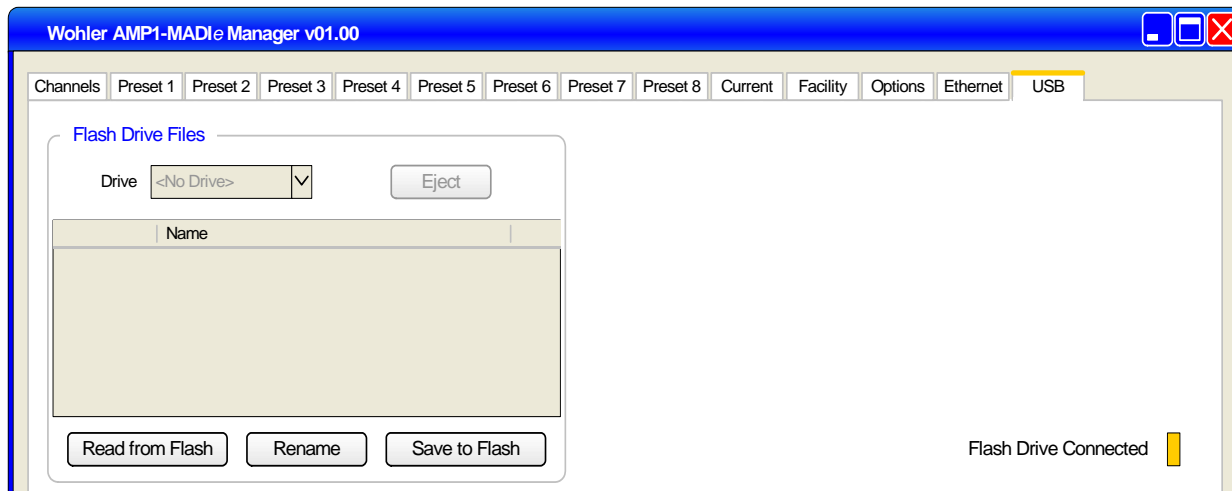 Wohler AMP1-MADIe Manager v01.00
Channels Preset 1 Preset 2 Preset 3 Preset 4 Preset 5 Preset 6 Preset 7 Preset 8 Current Facility Options Ethernet USB
Flash Drive Files
Drive <No Drive> Eject
Name
Read from Flash Rename Save to Flash
Flash Drive Connected